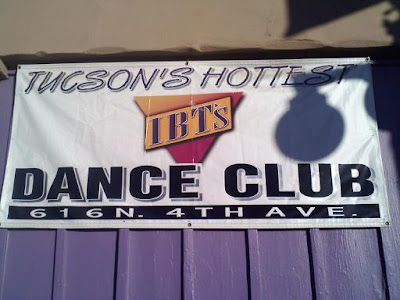 TUCSON'S HOTTEST
IBT's
DANCE CLUB
616 N. 4TH AVE.